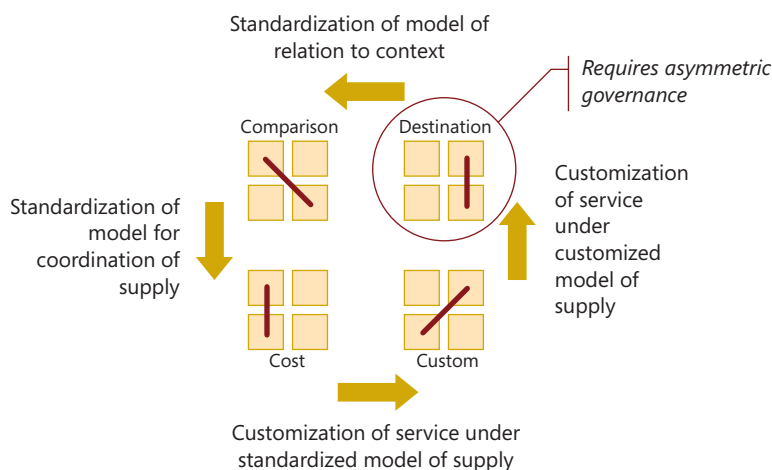 Standardization of model of
relation to context
Requires asymmetric
governance
Comparison
Destination
Standardization of
model for
coordination of
supply
Customization
of service
under
customized
model of
supply
Cost
Custom
Customization of service under
standardized model of supply